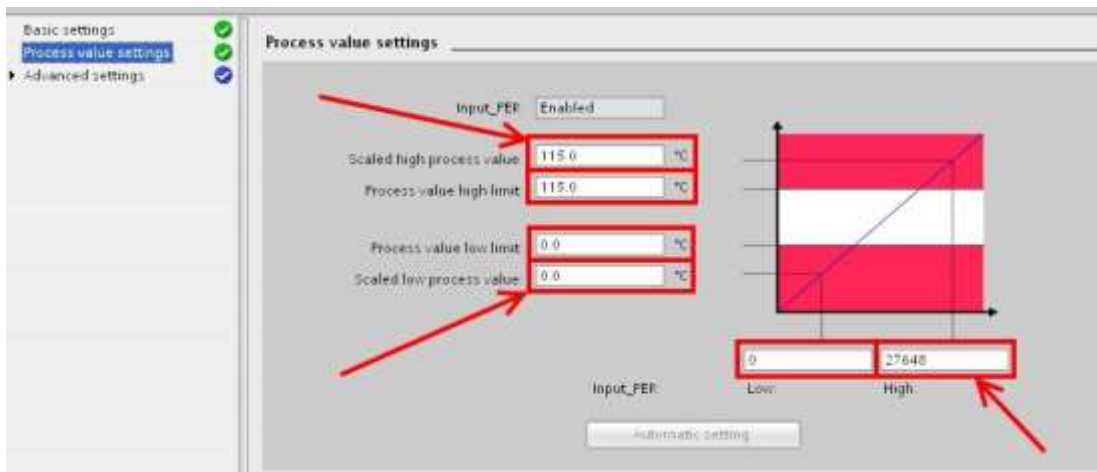 Basic settings
Process value settings
Advanced settings
Process value settings
Input_PER Enabled
Scaled high process value 115.0 °C
Process value high limit 115.0 °C
Process value low limit 0.0 °C
Scaled low process value 0.0 °C
0 27648
Input_PER Low: High:
Automatic setting